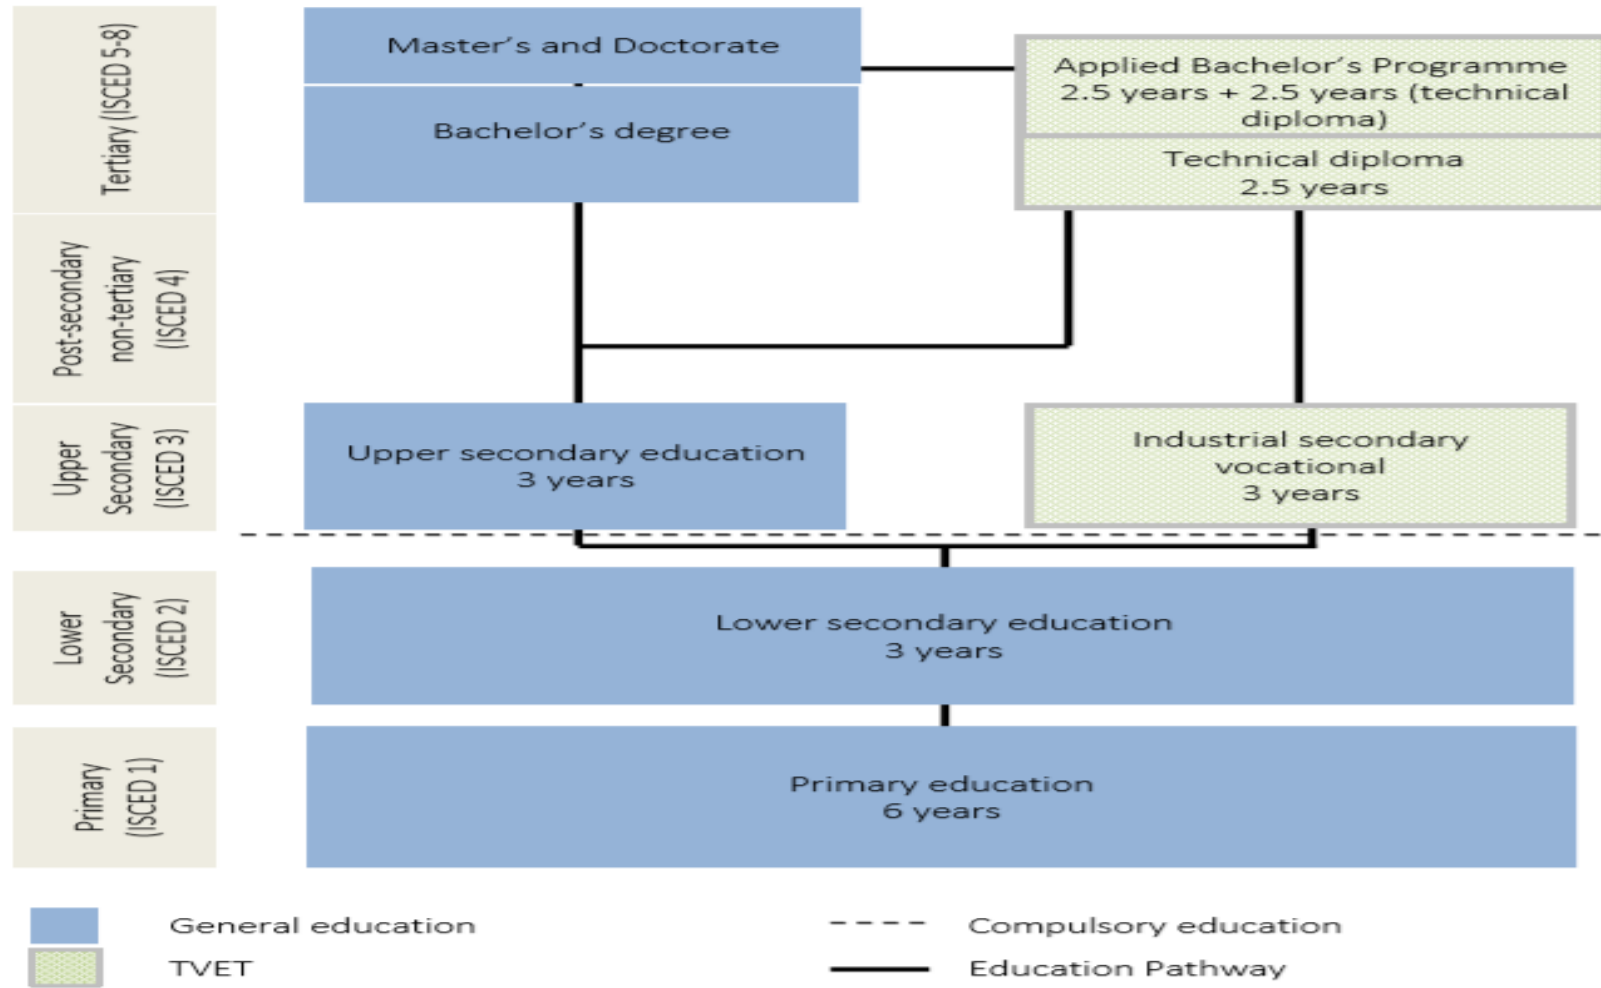 Tertiary (ISCED 5-8)
Master's and Doctorate
Bachelor's degree
Applied Bachelor's Programme
2.5 years + 2.5 years (technical
diploma)
Technical diploma
2.5 years
Post-secondary
non-tertiary
(ISCED 4)
Upper
Secondary
(ISCED 3)
Upper secondary education
3 years
Industrial secondary
vocational
3 years
Lower
Secondary
(ISCED 2)
Lower secondary education
3 years
Primary
(ISCED 1)
Primary education
6 years
General education
Compulsory education
TVET
Education Pathway